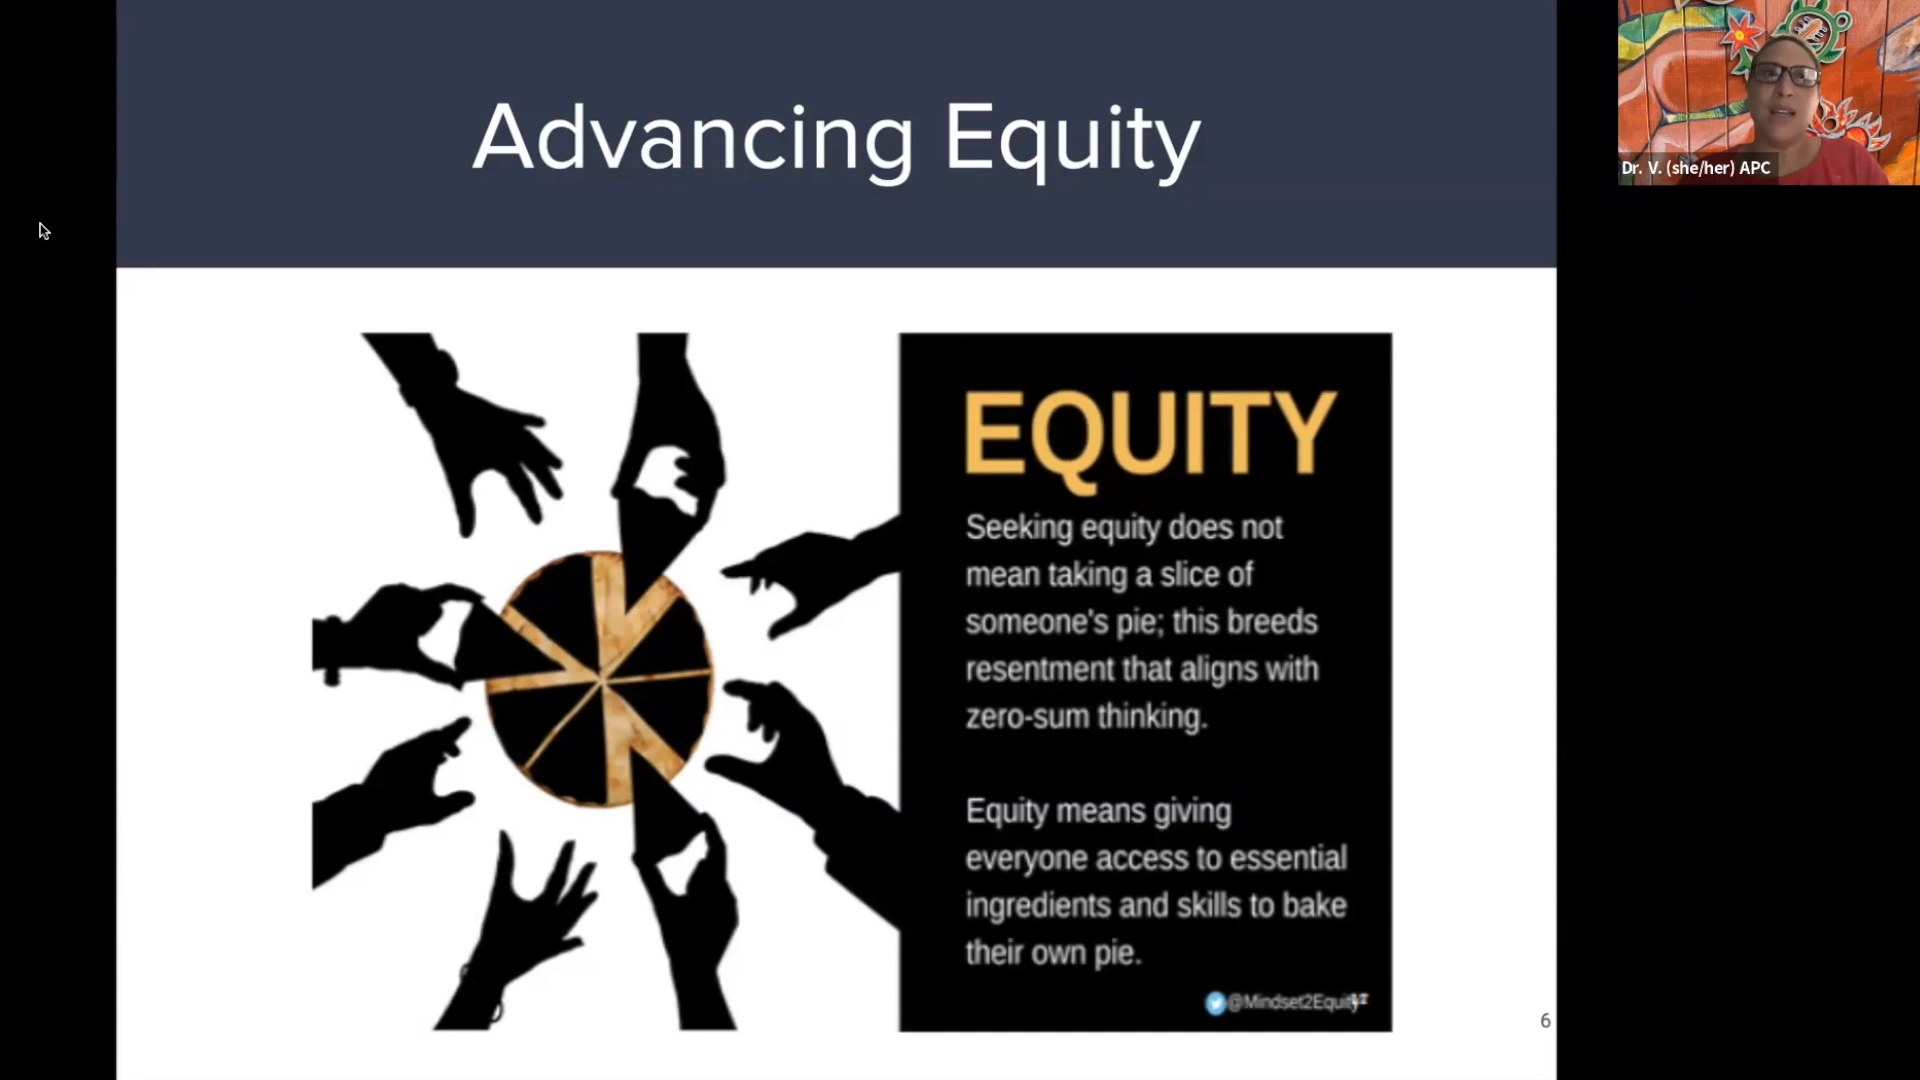 Advancing Equity
Dr. V. (she/her) APC
EQUITY
Seeking equity does not
mean taking a slice of
someone's pie; this breeds
resentment that aligns with
zero-sum thinking.
Equity means giving
everyone access to essential
ingredients and skills to bake
their own pie.
@Mindset2Equity
6